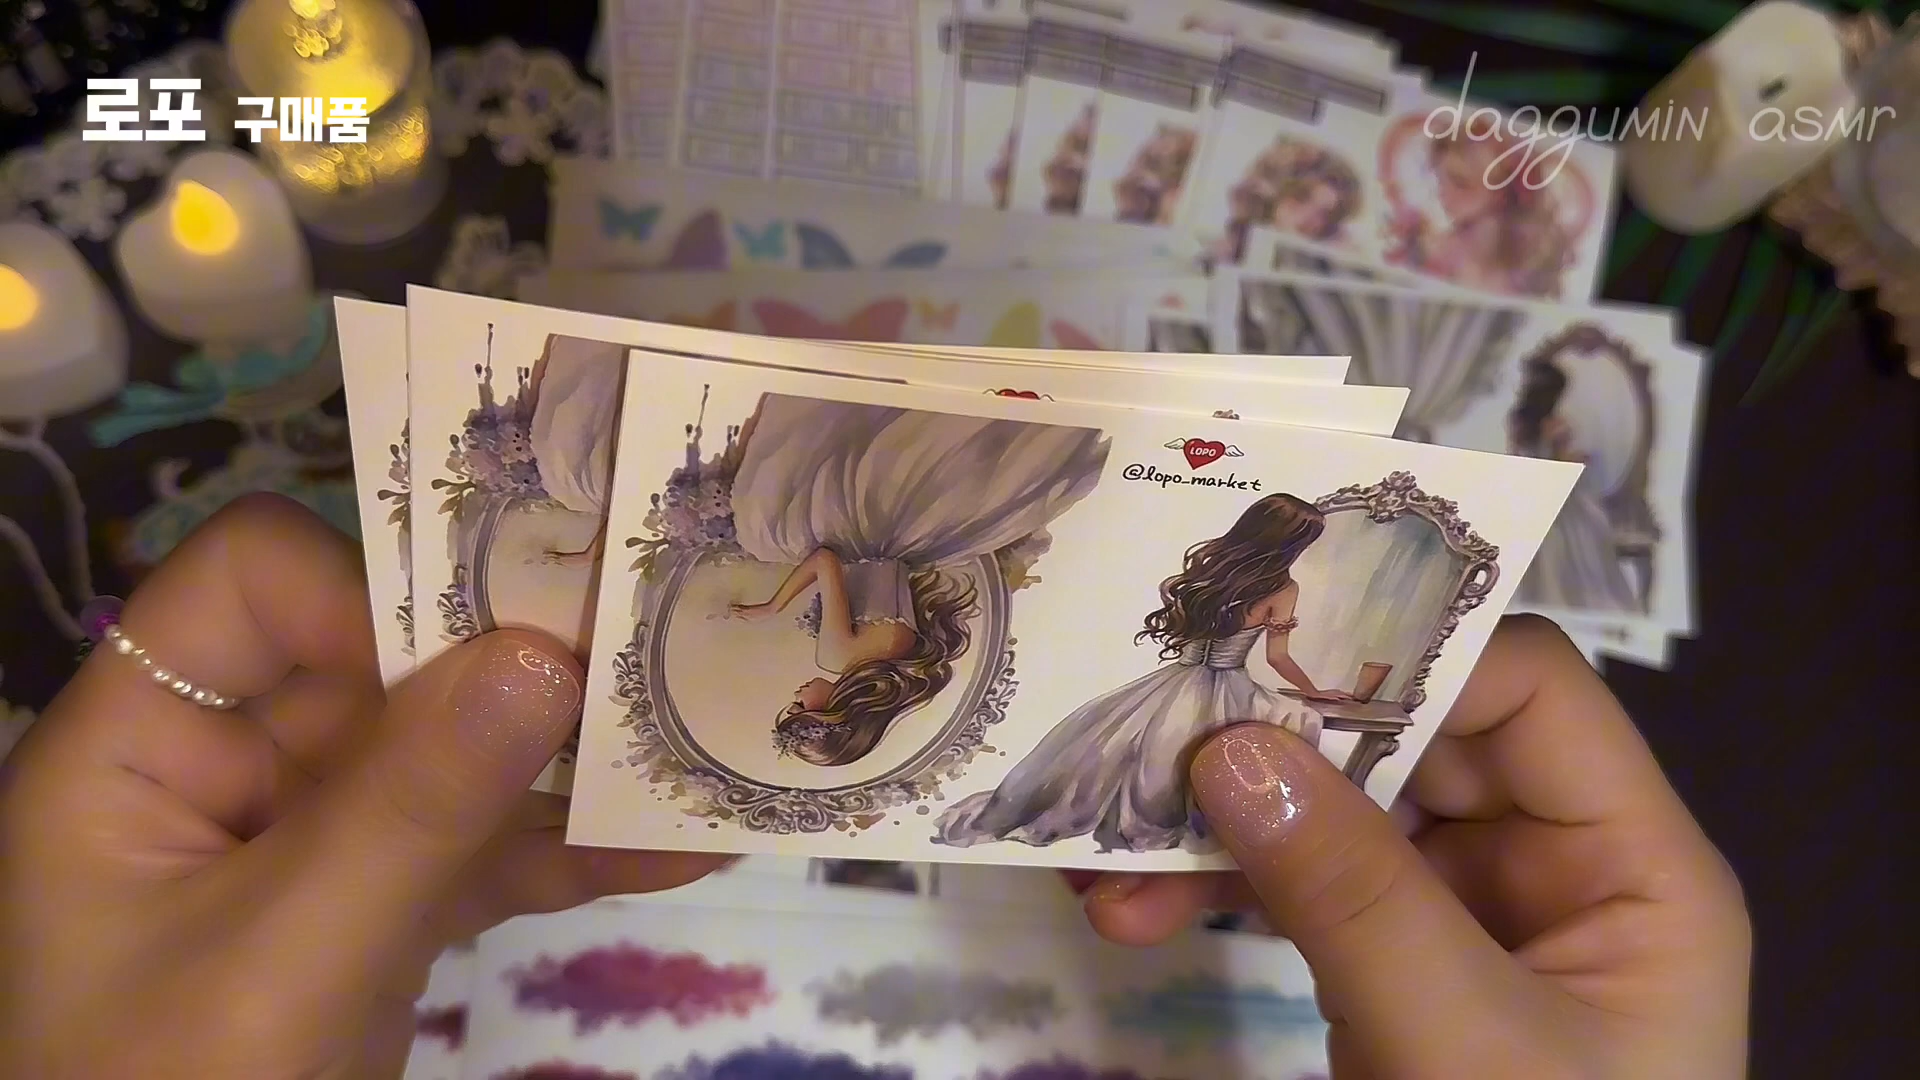 로포 구매품
daggumin asmr
LOPO
@lopo_market